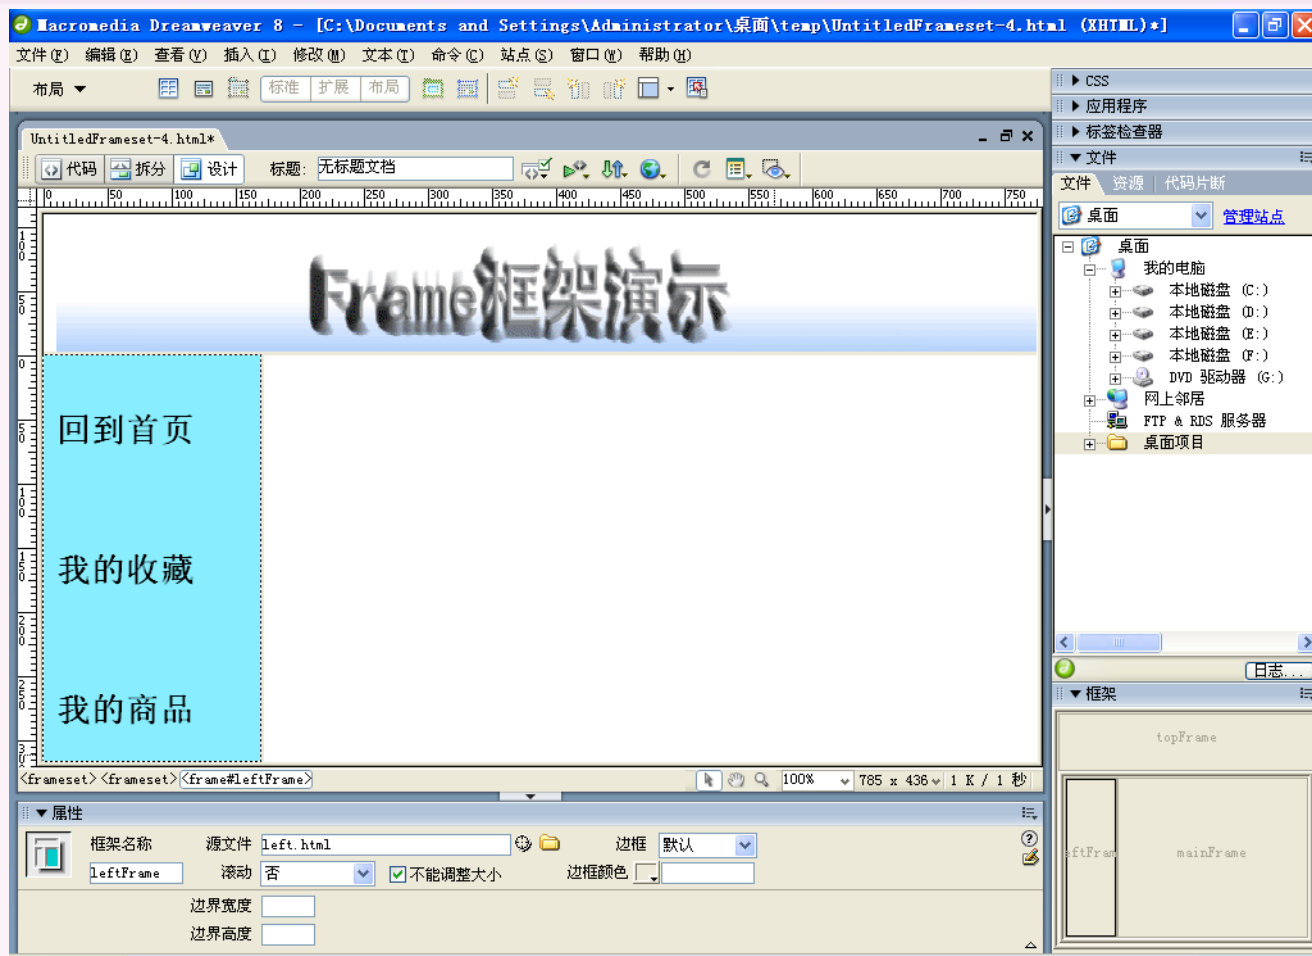 Macromedia Dreamweaver 8 - [C:\Documents and Settings\Administrator\桌面\temp\UntitledFrameset-4.html (XHTML)*]
文件(F) 编辑(E) 查看(V) 插入(I) 修改(M) 文本(T) 命令(C) 站点(S) 窗口(W) 帮助(H)
布局 标准 扩展 布局
UntitledFrameset-4.html*
代码 拆分 设计 标题: 无标题文档
0 50 100 150 200 250 300 350 400 450 500 550 600 650 700 750
Frame框架演示
回到首页
我的收藏
我的商品
<frameset> <frameset> <frame#leftFrame> 100% 785 x 436 1 K / 1 秒
属性
框架名称 源文件 left.html 边框 默认
leftFrame 滚动 否 不能调整大小 边框颜色
边界宽度
边界高度
CSS
应用程序
标签检查器
文件
文件 资源 代码片断
桌面 管理站点
桌面
我的电脑
本地磁盘 (C:)
本地磁盘 (D:)
本地磁盘 (E:)
本地磁盘 (F:)
DVD 驱动器 (G:)
网上邻居
FTP & RDS 服务器
桌面项目
日志...
框架
topFrame
eftFram mainFrame